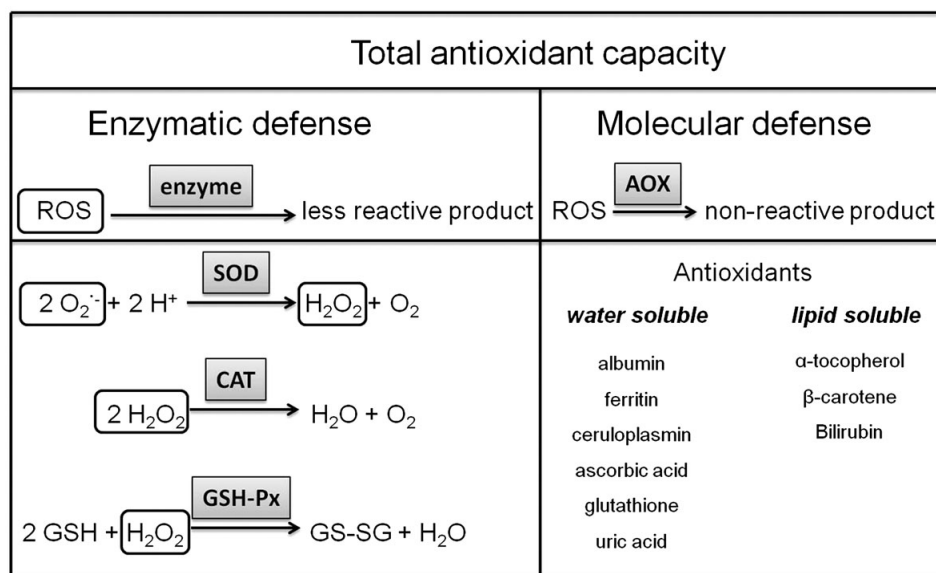 Total antioxidant capacity
Enzymatic defense
enzyme
ROS less reactive product
SOD
2 O₂˙⁻ + 2 H⁺ H₂O₂ + O₂
CAT
2 H₂O₂ H₂O + O₂
GSH-Px
2 GSH + H₂O₂ GS-SG + H₂O
Molecular defense
AOX
ROS non-reactive product
Antioxidants
water soluble
albumin
ferritin
ceruloplasmin
ascorbic acid
glutathione
uric acid
lipid soluble
α-tocopherol
β-carotene
Bilirubin